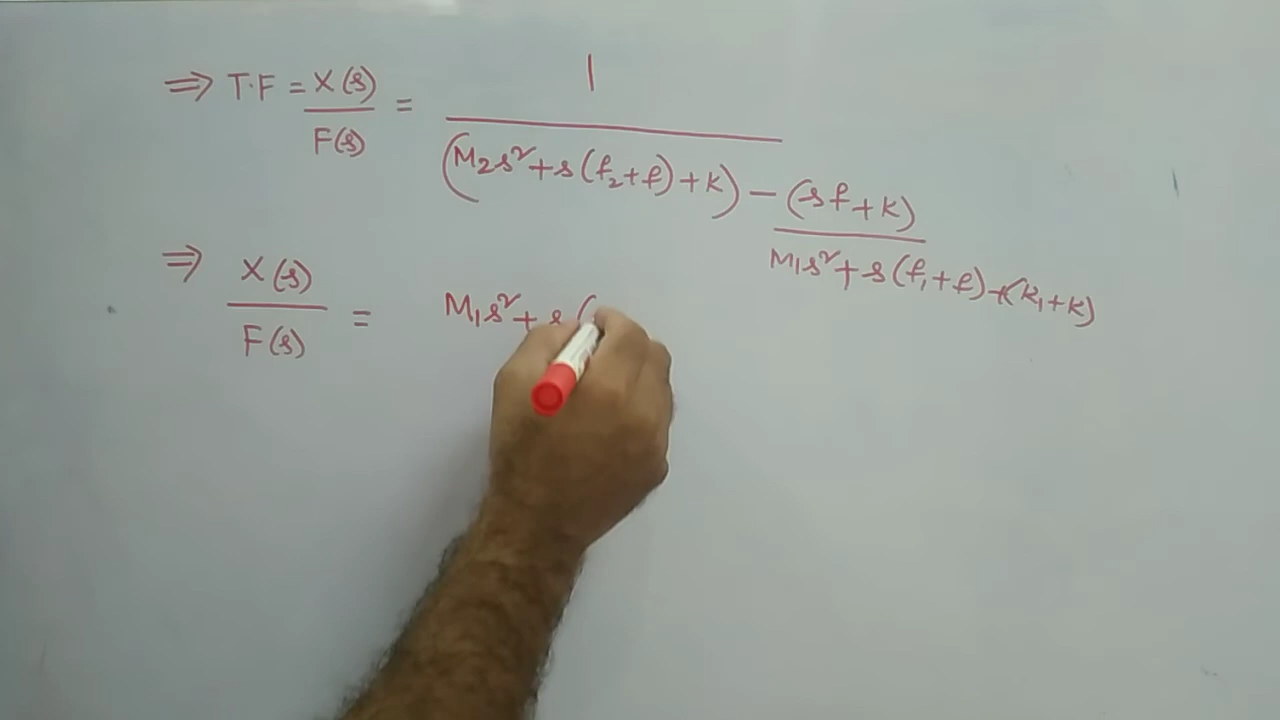 ⇒ T.F = X(s)/F(s) = 1/((M₂s²+s(f₂+f)+K) - (sf+K)/(M₁s²+s(f₁+f)+(K₁+K)))
⇒ X(s)/F(s) = M₁s²+s(